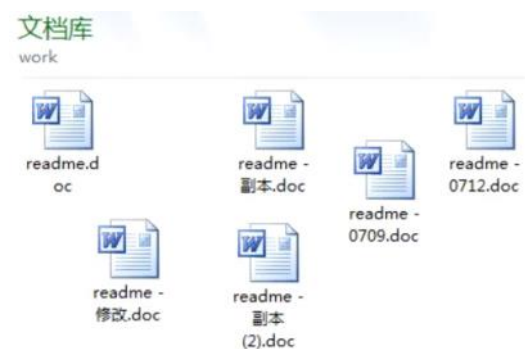 文档库
work
readme.d
oc
readme -
副本.doc
readme -
0709.doc
readme -
0712.doc
readme -
修改.doc
readme -
副本
(2).doc